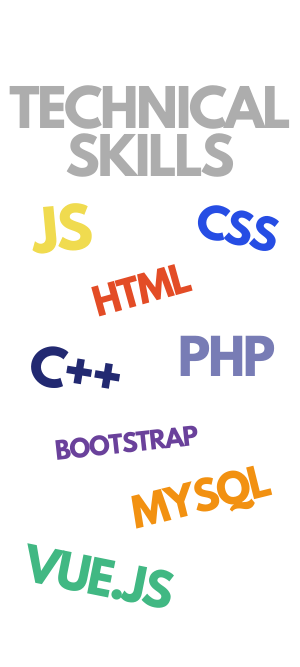 TECHNICAL
SKILLS
JS
CSS
HTML
C++
PHP
BOOTSTRAP
MYSQL
VUE.JS